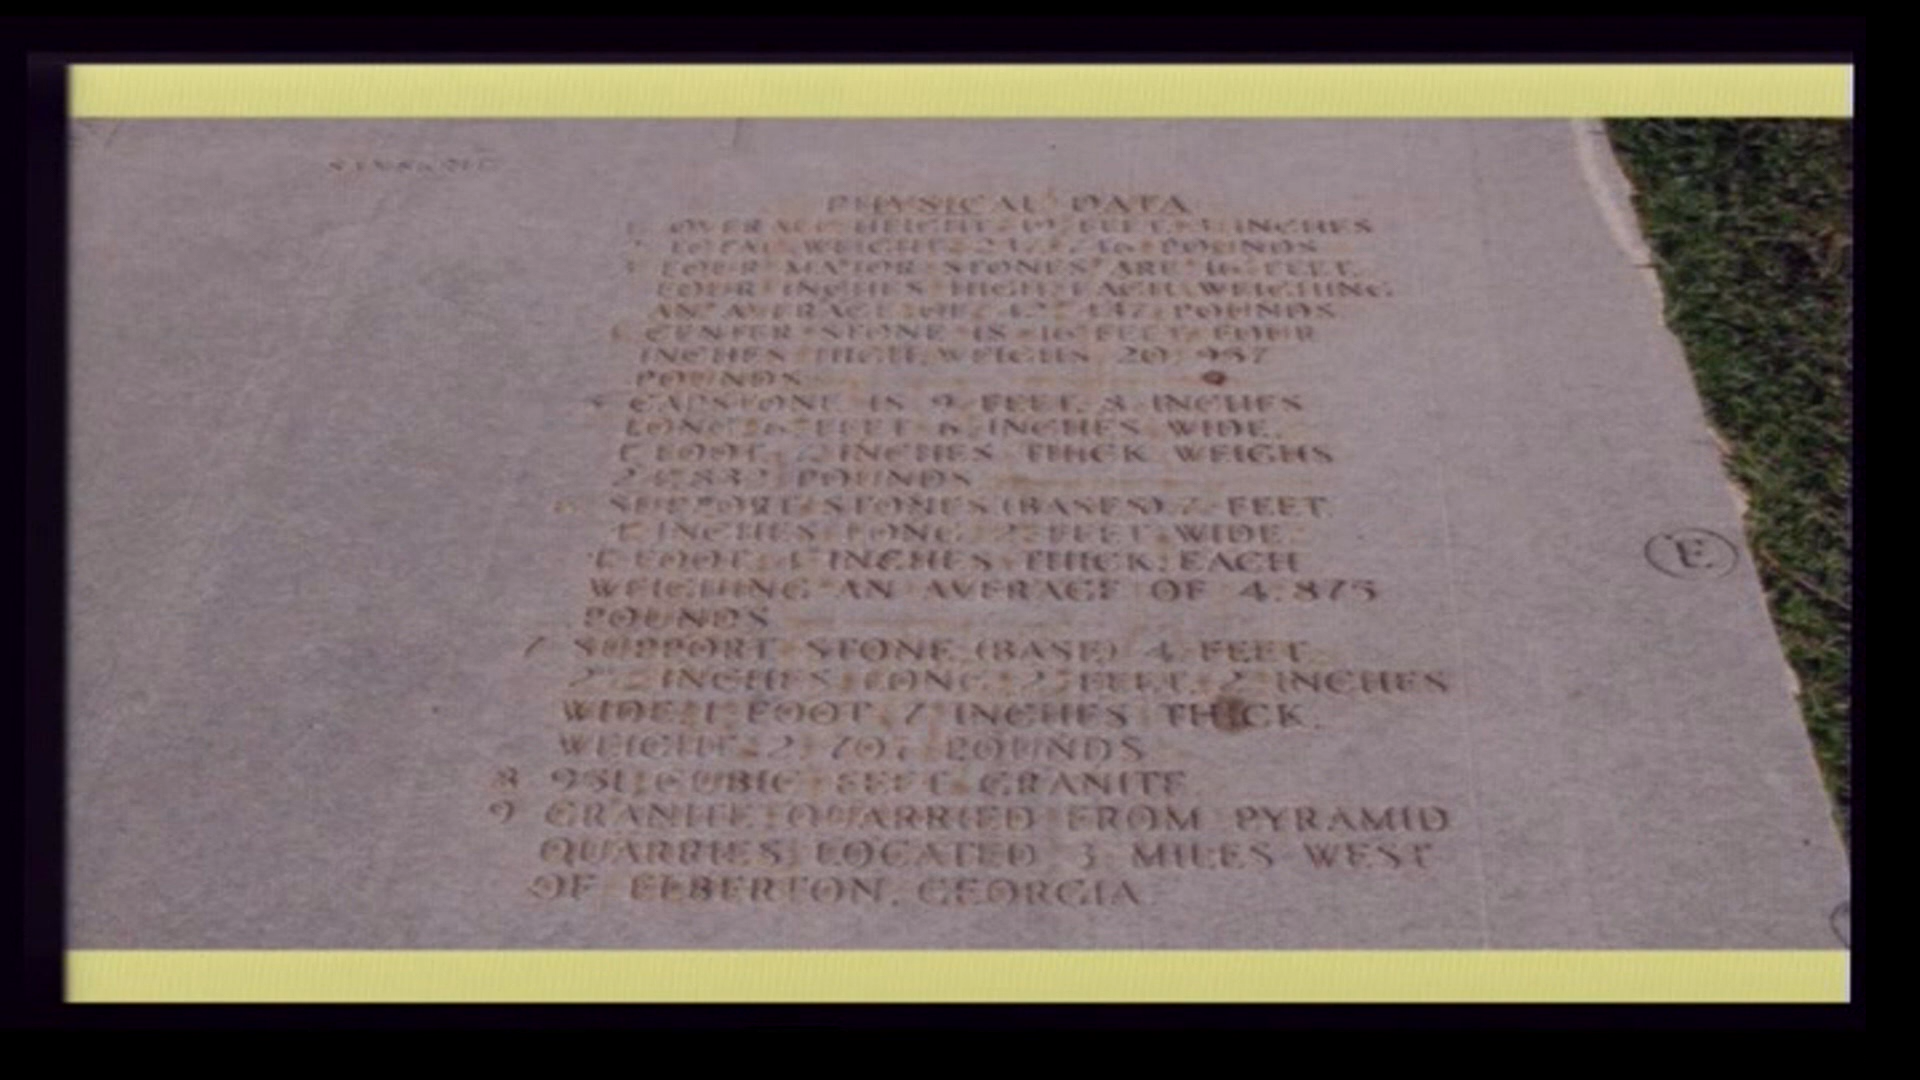 PHYSICAL DATA
1. OVERALL HEIGHT-19 FEET 3 INCHES
2. TOTAL WEIGHT-237,746 POUNDS
3. FOUR MAJOR STONES ARE 16 FEET,
FOUR INCHES HIGH, EACH WEIGHING
AN AVERAGE OF 42,437 POUNDS
4. CENTER STONE IS 16 FEET, FOUR
INCHES HIGH, WEIGHS 20,957
POUNDS
5. CAPSTONE IS 9 FEET, 8 INCHES
LONG, 6 FEET, 6 INCHES WIDE,
1 FOOT, 7 INCHES THICK WEIGHS
24,832 POUNDS
6. SUPPORT STONES (BASES) 7 FEET,
4 INCHES LONG 2 FEET WIDE.
1 FOOT, 4 INCHES THICK, EACH
WEIGHING AN AVERAGE OF 4,875
POUNDS
7 SUPPORT STONE (BASE) 4 FEET,
2 1/2 INCHES LONG, 2 FEET, 2 INCHES
WIDE, 1 FOOT, 7 INCHES THICK.
WEIGHT 2,707 POUNDS
8 951 CUBIC FEET GRANITE
9 GRANITE QUARRIED FROM PYRAMID
QUARRIES LOCATED 3 MILES WEST
OF ELBERTON, GEORGIA
E